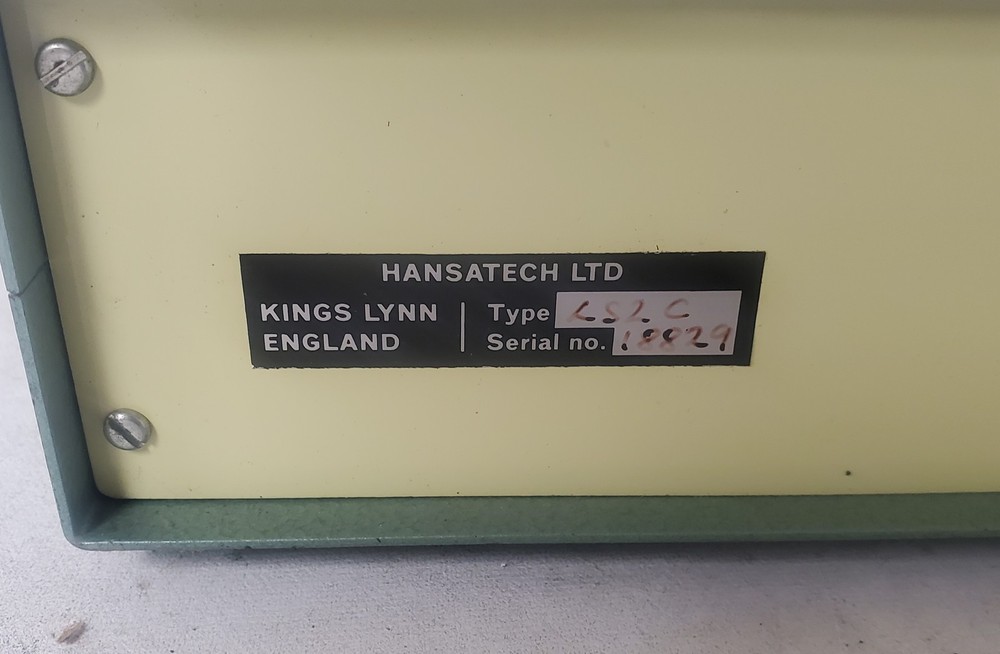 HANSATECH LTD
KINGS LYNN
ENGLAND
Type LS2 C
Serial no. 18829